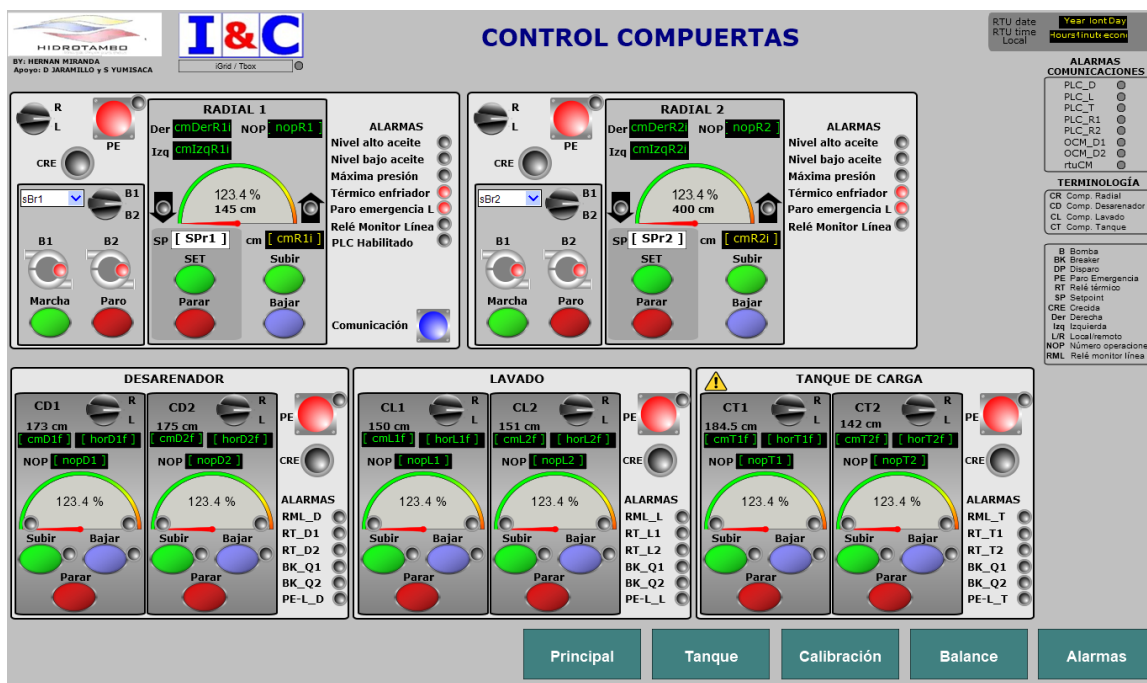 HIDROTAMBO
BY: HERNAN MIRANDA
Apoyo: D JARAMILLO y S YUMISACA
I&C
iGrid / Tbox
CONTROL COMPUERTAS
RTU date Year IontDay
RTU time
Local
ALARMAS
COMUNICACIONES
PLC_D
PLC_L
PLC_T
PLC_R1
PLC_R2
OCM_D1
OCM_D2
rtuCM
TERMINOLOGÍA
CR Comp. Radial
CD Comp. Desarenador
CL Comp. Lavado
CT Comp. Tanque
B Bomba
BK Breaker
DP Disparo
PE Paro Emergencia
RT Relé térmico
SP Setpoint
CRE Crecida
Der Derecha
Izq Izquierda
L/R Local/remoto
NOP Número operacione
RML Relé monitor línea
R
L
PE
CRE
sBr1
B1
B2
B1 B2
Marcha Paro
RADIAL 1
Der cmDerR1i NOP [ nopR1 ]
Izq cmIzqR1i
123.4 %
145 cm
SP [ SPr1 ] cm [ cmR1i ]
SET Subir
Parar Bajar
ALARMAS
Nivel alto aceite
Nivel bajo aceite
Máxima presión
Térmico enfriador
Paro emergencia L
Relé Monitor Línea
PLC Habilitado
Comunicación
R
L
PE
CRE
sBr2
B1
B2
B1 B2
Marcha Paro
RADIAL 2
Der cmDerR2i NOP [ nopR2 ]
Izq cmIzqR2i
123.4 %
400 cm
SP [ SPr2 ] cm [ cmR2i ]
SET Subir
Parar Bajar
ALARMAS
Nivel alto aceite
Nivel bajo aceite
Máxima presión
Térmico enfriador
Paro emergencia L
Relé Monitor Línea
DESARENADOR
CD1 R
L
173 cm
[ cmD1f ] [ horD1f ]
NOP [ nopD1 ]
123.4 %
Subir Bajar
Parar
CD2 R
L
175 cm
[ cmD2f ] [ horD2f ]
NOP [ nopD2 ]
123.4 %
Subir Bajar
Parar
PE
CRE
ALARMAS
RML_D
RT_D1
RT_D2
BK_Q1
BK_Q2
PE-L_D
LAVADO
CL1 R
L
150 cm
[ cmL1f ] [ horL1f ]
NOP [ nopL1 ]
123.4 %
Subir Bajar
Parar
CL2 R
L
151 cm
[ cmL2f ] [ horL2f ]
NOP [ nopL2 ]
123.4 %
Subir Bajar
Parar
PE
CRE
ALARMAS
RML_L
RT_L1
RT_L2
BK_Q1
BK_Q2
PE-L_L
TANQUE DE CARGA
CT1 R
L
184.5 cm
[ cmT1f ] [ horT1f ]
NOP [ nopT1 ]
123.4 %
Subir Bajar
Parar
CT2 R
L
142 cm
[ cmT2f ] [ horT2f ]
NOP [ nopT2 ]
123.4 %
Subir Bajar
Parar
PE
CRE
ALARMAS
RML_T
RT_T1
RT_T2
BK_Q1
BK_Q2
PE-L_T
Principal
Tanque
Calibración
Balance
Alarmas